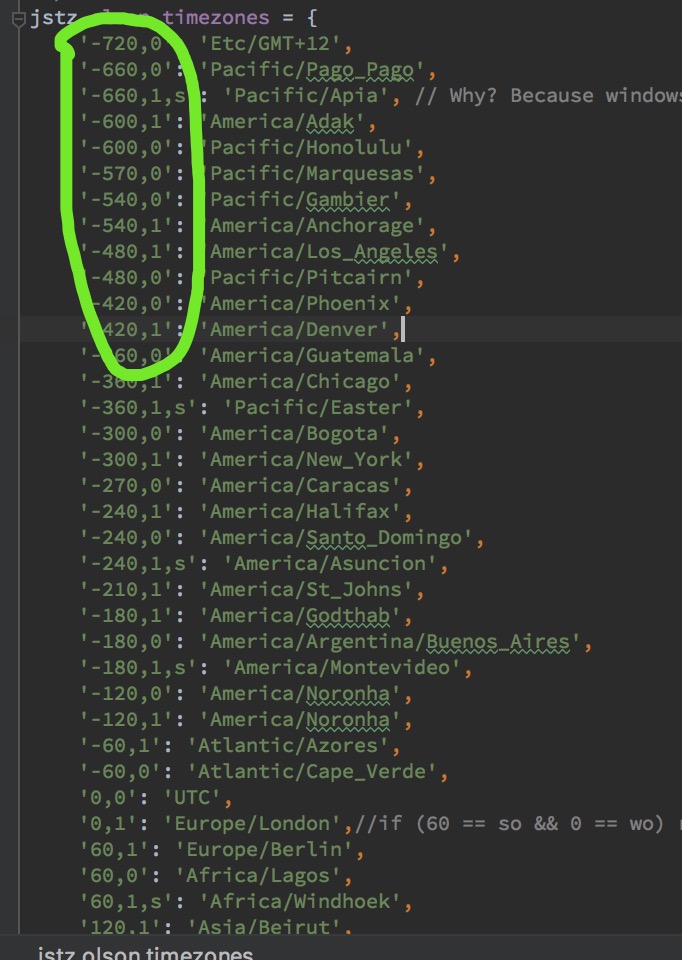 jstz.olson.timezones = {
'-720,0': 'Etc/GMT+12',
'-660,0': 'Pacific/Pago_Pago',
'-660,1,s': 'Pacific/Apia', // Why? Because windows
'-600,1': 'America/Adak',
'-600,0': 'Pacific/Honolulu',
'-570,0': 'Pacific/Marquesas',
'-540,0': 'Pacific/Gambier',
'-540,1': 'America/Anchorage',
'-480,1': 'America/Los_Angeles',
'-480,0': 'Pacific/Pitcairn',
'-420,0': 'America/Phoenix',
'-420,1': 'America/Denver',
'-360,0': 'America/Guatemala',
'-360,1': 'America/Chicago',
'-360,1,s': 'Pacific/Easter',
'-300,0': 'America/Bogota',
'-300,1': 'America/New_York',
'-270,0': 'America/Caracas',
'-240,1': 'America/Halifax',
'-240,0': 'America/Santo_Domingo',
'-240,1,s': 'America/Asuncion',
'-210,1': 'America/St_Johns',
'-180,1': 'America/Godthab',
'-180,0': 'America/Argentina/Buenos_Aires',
'-180,1,s': 'America/Montevideo',
'-120,0': 'America/Noronha',
'-120,1': 'America/Noronha',
'-60,1': 'Atlantic/Azores',
'-60,0': 'Atlantic/Cape_Verde',
'0,0': 'UTC',
'0,1': 'Europe/London',//if (60 == so && 0 == wo)
'60,1': 'Europe/Berlin',
'60,0': 'Africa/Lagos',
'60,1,s': 'Africa/Windhoek',
'120,1': 'Asia/Beirut',
jstz.olson.timezones